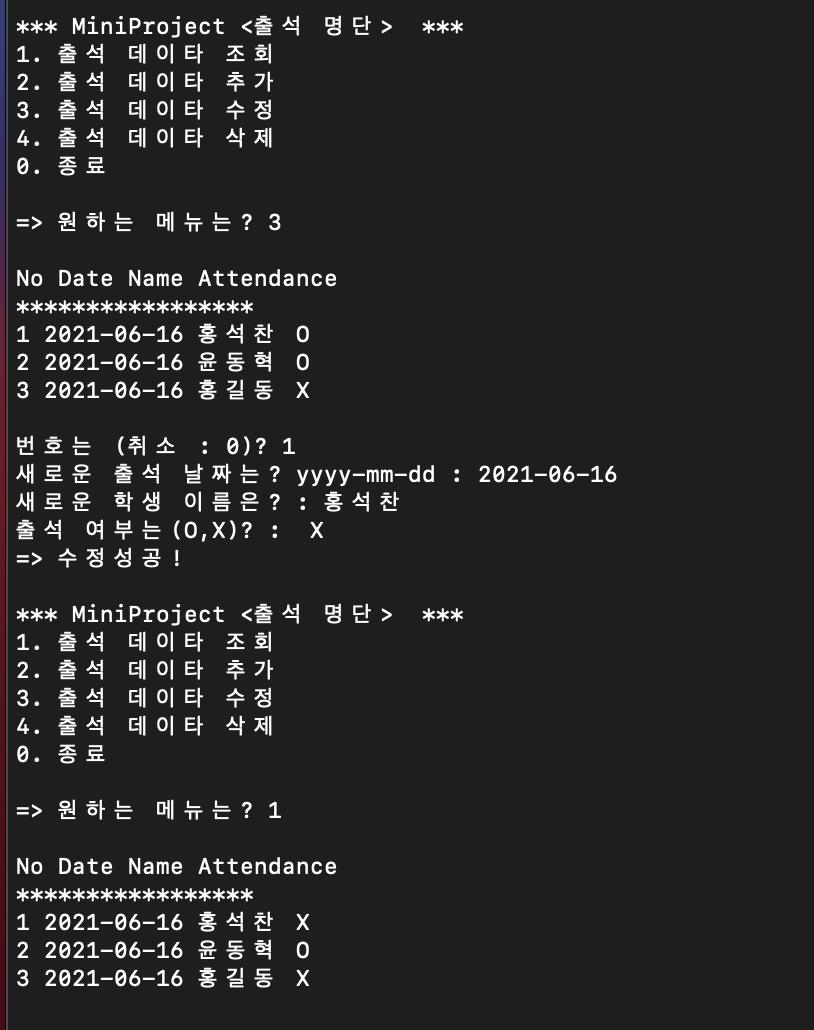 *** MiniProject <출석 명단>  ***
1. 출석 데이타 조회
2. 출석 데이타 추가
3. 출석 데이타 수정
4. 출석 데이타 삭제
0. 종료
=> 원하는 메뉴는? 3
No Date Name Attendance
*****************
1 2021-06-16 홍석찬 O
2 2021-06-16 윤동혁 O
3 2021-06-16 홍길동 X
번호는 (취소 : 0)? 1
새로운 출석 날짜는? yyyy-mm-dd : 2021-06-16
새로운 학생 이름은? : 홍석찬
출석 여부는(O,X)? :  X
=> 수정성공!
*** MiniProject <출석 명단>  ***
1. 출석 데이타 조회
2. 출석 데이타 추가
3. 출석 데이타 수정
4. 출석 데이타 삭제
0. 종료
=> 원하는 메뉴는? 1
No Date Name Attendance
*****************
1 2021-06-16 홍석찬 X
2 2021-06-16 윤동혁 O
3 2021-06-16 홍길동 X